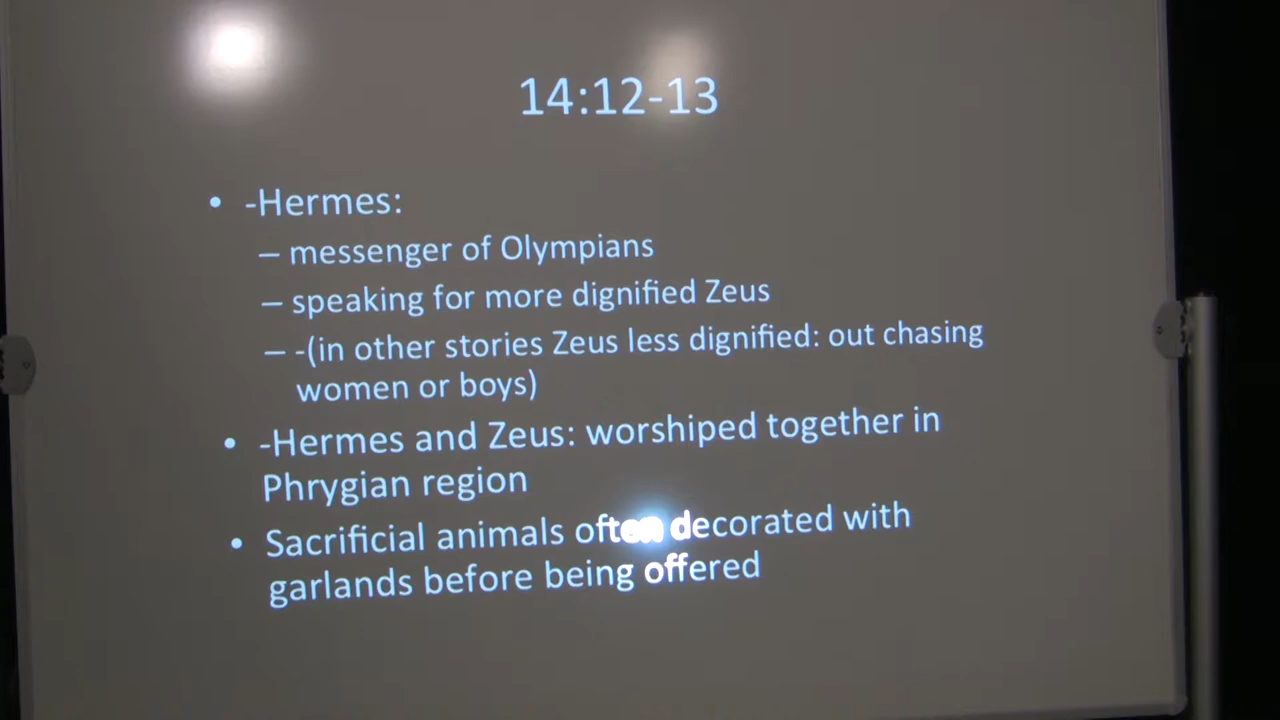 14:12-13
• -Hermes:
– messenger of Olympians
– speaking for more dignified Zeus
– -(in other stories Zeus less dignified: out chasing
women or boys)
• -Hermes and Zeus: worshiped together in
Phrygian region
• Sacrificial animals often decorated with
garlands before being offered